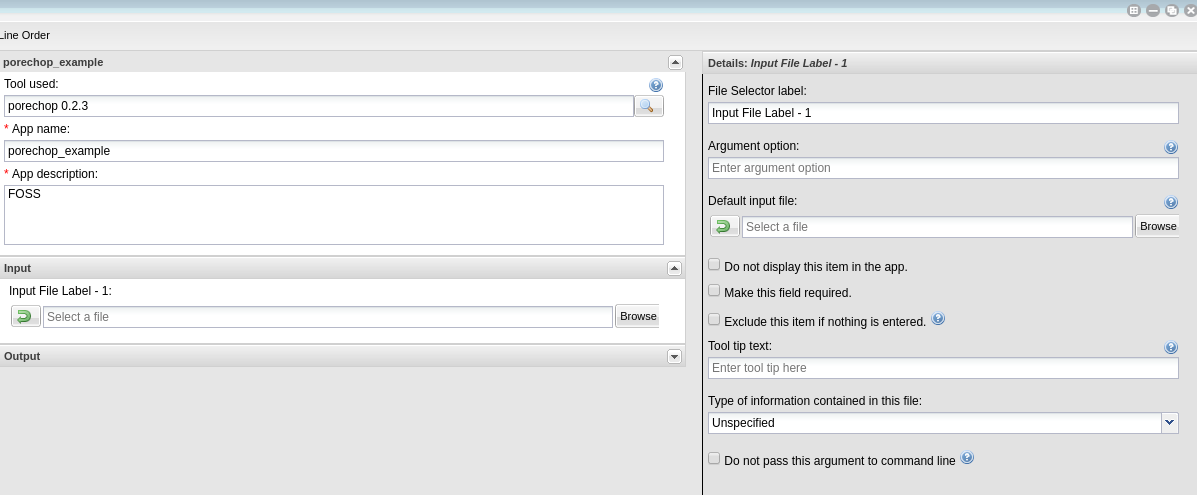 Line Order
porechop_example
Tool used:
porechop 0.2.3
* App name:
porechop_example
* App description:
FOSS
Input
Input File Label - 1:
Select a file
Browse
Output
Details: Input File Label - 1
File Selector label:
Input File Label - 1
Argument option:
Enter argument option
Default input file:
Select a file
Browse
Do not display this item in the app.
Make this field required.
Exclude this item if nothing is entered.
Tool tip text:
Enter tool tip here
Type of information contained in this file:
Unspecified
Do not pass this argument to command line